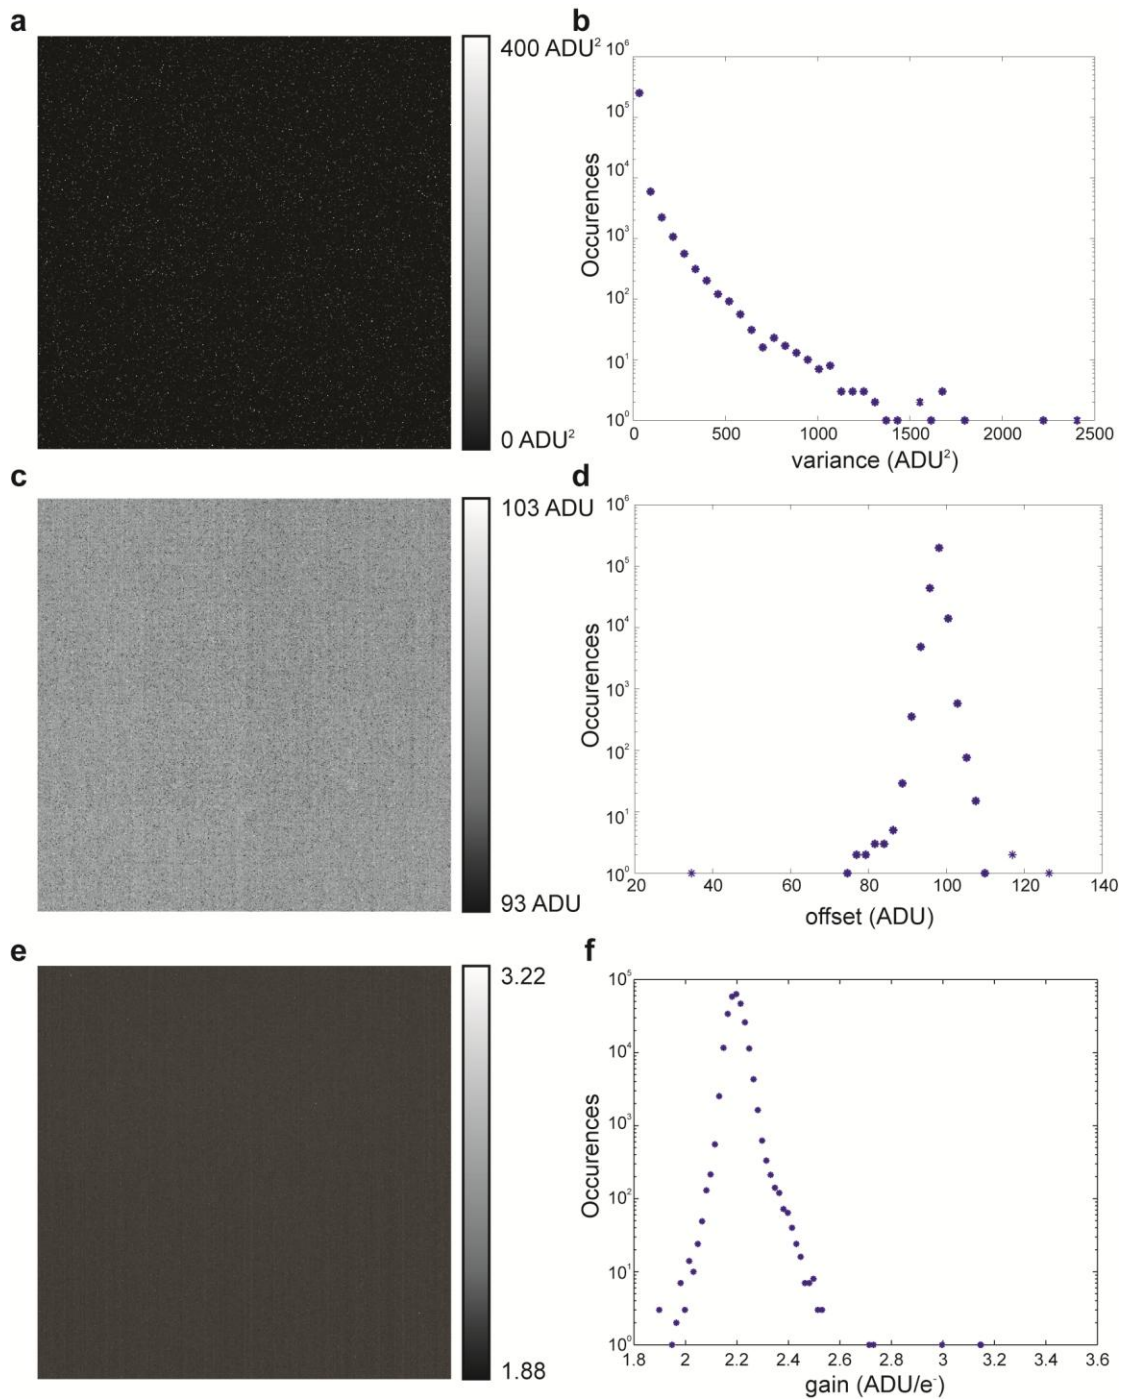 a
400 ADU²
0 ADU²
b
10⁶
10⁵
10⁴
10³
10²
10¹
10⁰
Occurences
0 500 1000 1500 2000 2500
variance (ADU²)
c
103 ADU
93 ADU
d
10⁶
10⁵
10⁴
10³
10²
10¹
10⁰
Occurences
20 40 60 80 100 120 140
offset (ADU)
e
3.22
1.88
f
10⁵
10⁴
10³
10²
10¹
10⁰
Occurences
1.8 2 2.2 2.4 2.6 2.8 3 3.2 3.4 3.6
gain (ADU/e⁻)